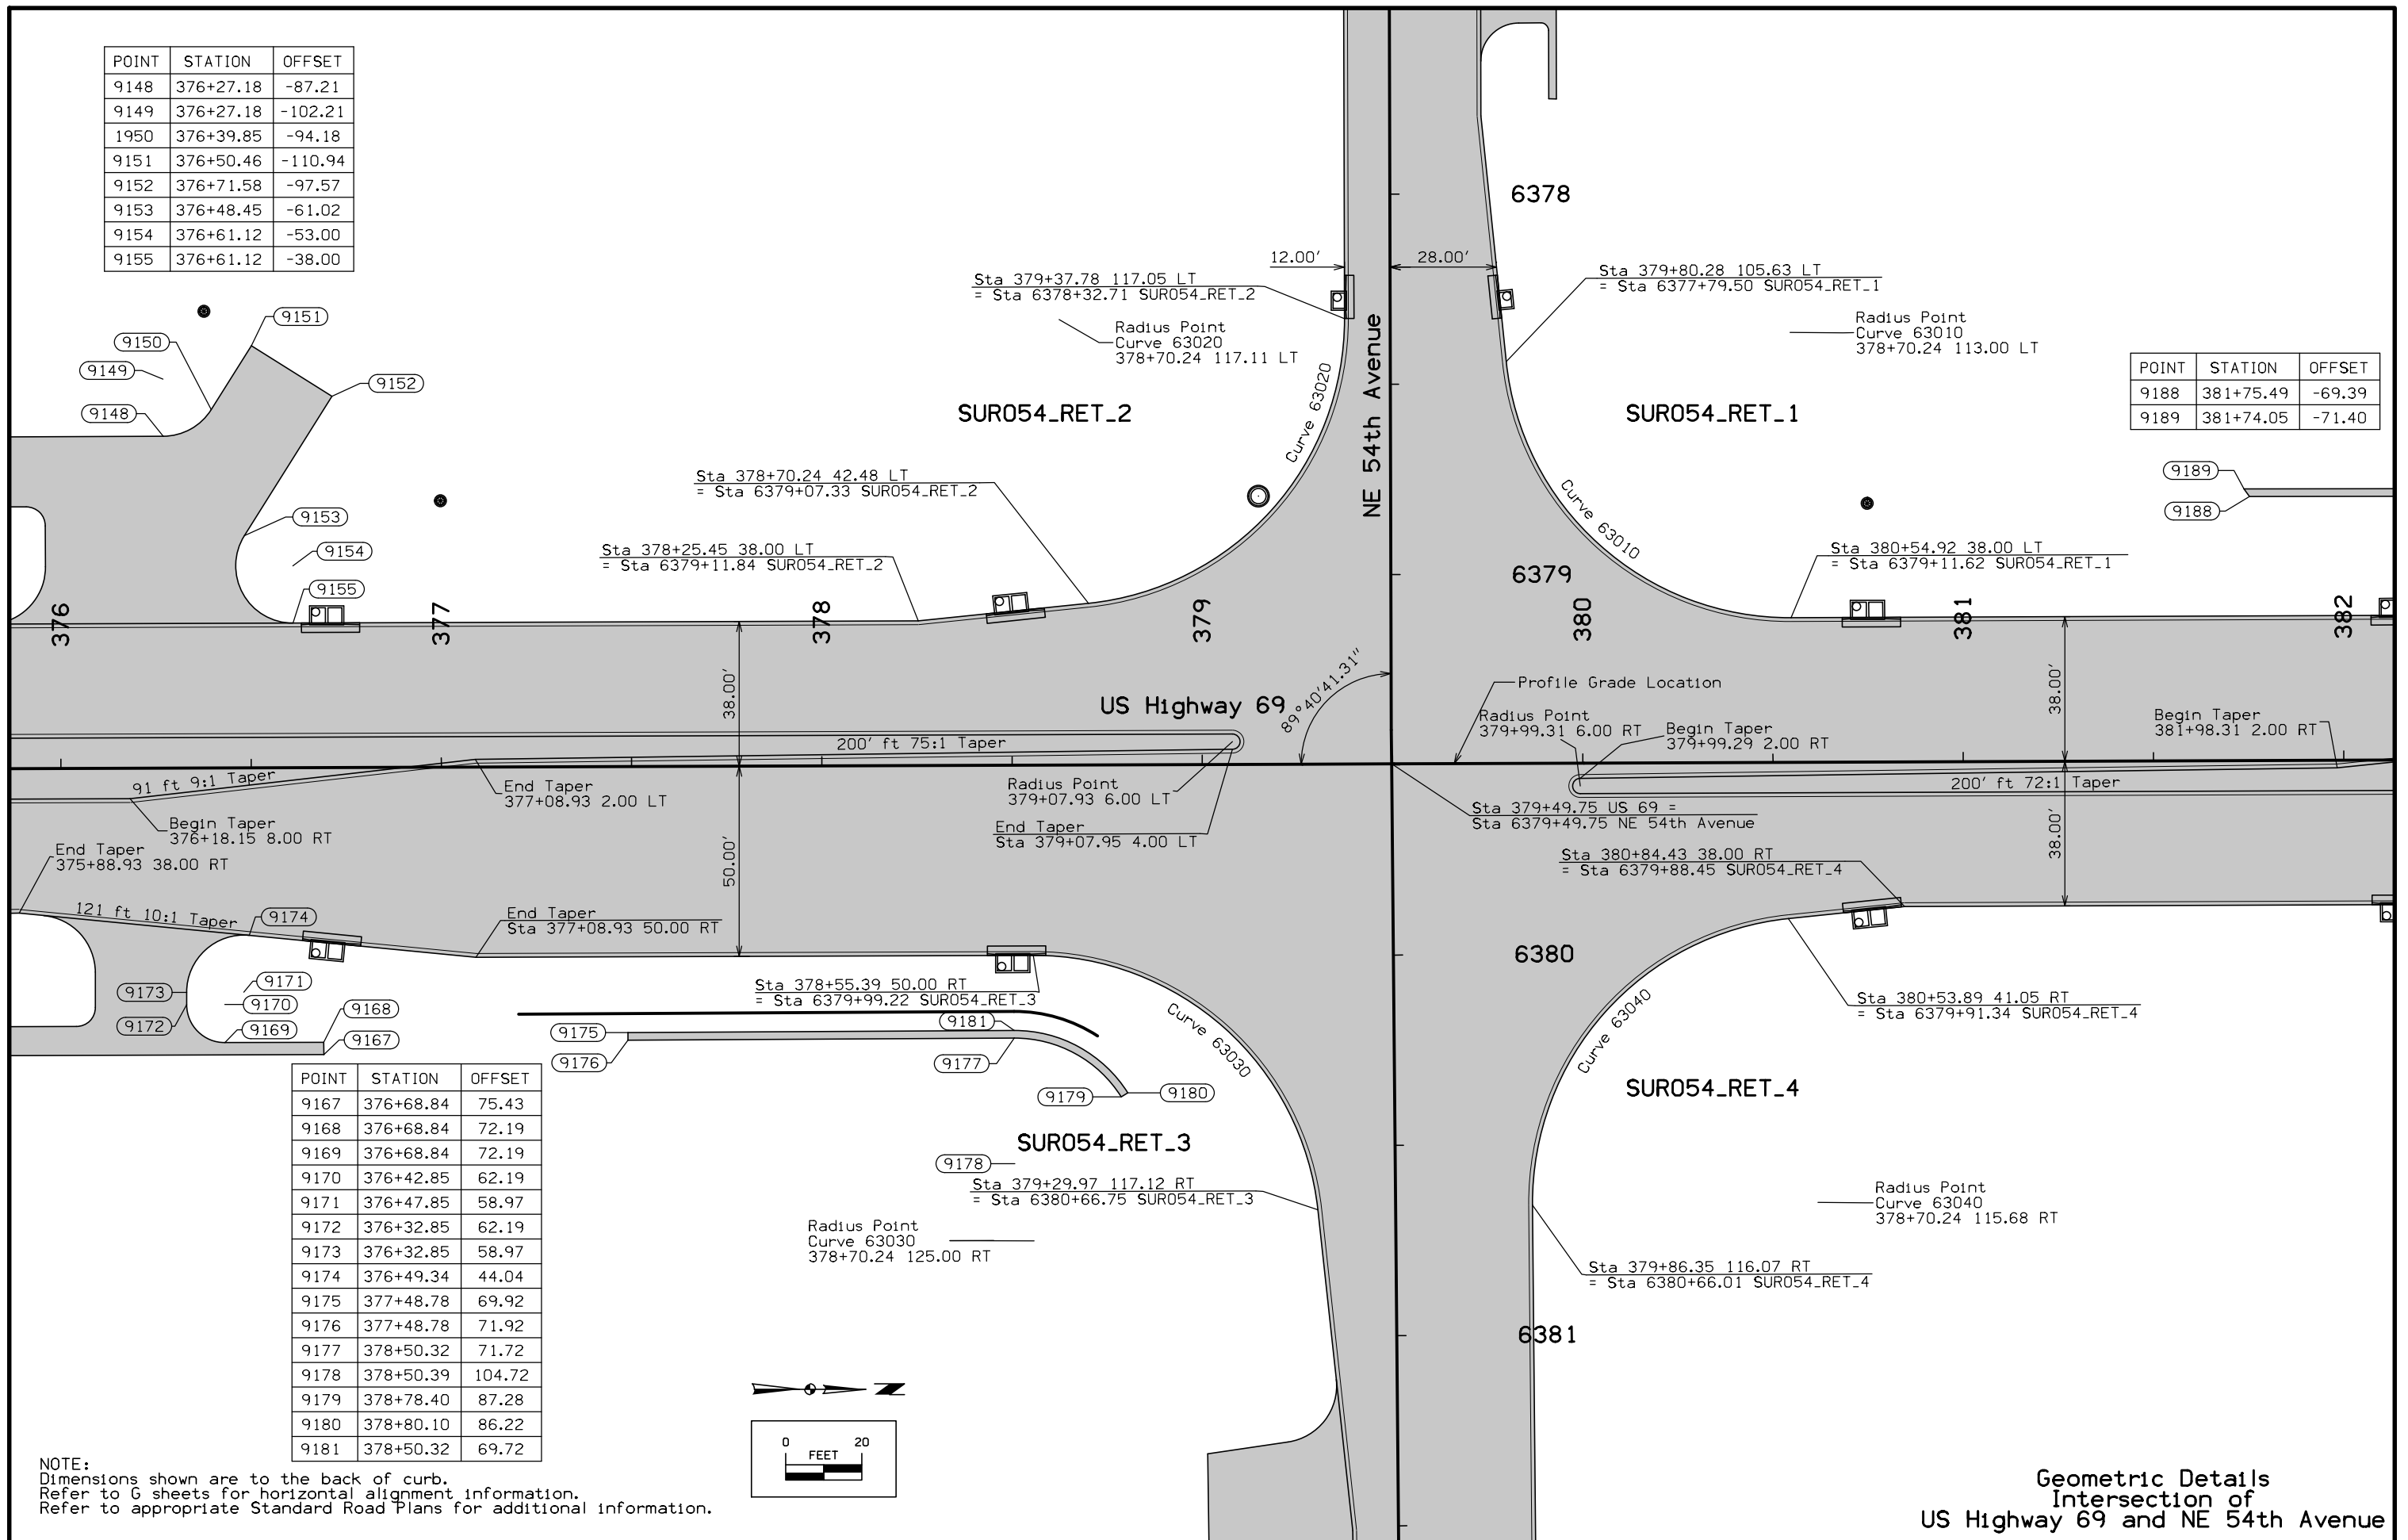 POINT STATION OFFSET
9148 376+27.18 -87.21
9149 376+27.18 -102.21
1950 376+39.85 -94.18
9151 376+50.46 -110.94
9152 376+71.58 -97.57
9153 376+48.45 -61.02
9154 376+61.12 -53.00
9155 376+61.12 -38.00
9151
9150
9149
9152
9148
9153
9154
9155
Sta 379+37.78 117.05 LT
= Sta 6378+32.71 SUR054_RET_2
Radius Point
Curve 63020
378+70.24 117.11 LT
SUR054_RET_2
Curve 63020
Sta 378+70.24 42.48 LT
= Sta 6379+07.33 SUR054_RET_2
Sta 378+25.45 38.00 LT
= Sta 6379+11.84 SUR054_RET_2
12.00'
28.00'
NE 54th Avenue
6378
Sta 379+80.28 105.63 LT
= Sta 6377+79.50 SUR054_RET_1
Radius Point
Curve 63010
378+70.24 113.00 LT
SUR054_RET_1
Curve 63010
POINT STATION OFFSET
9188 381+75.49 -69.39
9189 381+74.05 -71.40
9189
9188
Sta 380+54.92 38.00 LT
= Sta 6379+11.62 SUR054_RET_1
6379
376
377
378
379
380
381
382
38.00'
US Highway 69
89°40'41.31"
Profile Grade Location
38.00'
Radius Point
379+99.31 6.00 RT
Begin Taper
379+99.29 2.00 RT
Begin Taper
381+98.31 2.00 RT
200' ft 75:1 Taper
91 ft 9:1 Taper
End Taper
377+08.93 2.00 LT
Radius Point
379+07.93 6.00 LT
200' ft 72:1 Taper
Begin Taper
376+18.15 8.00 RT
End Taper
Sta 379+07.95 4.00 LT
Sta 379+49.75 US 69 =
Sta 6379+49.75 NE 54th Avenue
End Taper
375+88.93 38.00 RT
50.00'
38.00'
Sta 380+84.43 38.00 RT
= Sta 6379+88.45 SUR054_RET_4
121 ft 10:1 Taper
9174
End Taper
Sta 377+08.93 50.00 RT
6380
9173
9171
9170
9172
9169
9168
9167
Sta 378+55.39 50.00 RT
= Sta 6379+99.22 SUR054_RET_3
9175
9181
9176
9177
9179
9180
Curve 63030
Curve 63040
Sta 380+53.89 41.05 RT
= Sta 6379+91.34 SUR054_RET_4
SUR054_RET_4
SUR054_RET_3
9178
Sta 379+29.97 117.12 RT
= Sta 6380+66.75 SUR054_RET_3
Radius Point
Curve 63030
378+70.24 125.00 RT
Radius Point
Curve 63040
378+70.24 115.68 RT
Sta 379+86.35 116.07 RT
= Sta 6380+66.01 SUR054_RET_4
6381
POINT STATION OFFSET
9167 376+68.84 75.43
9168 376+68.84 72.19
9169 376+68.84 72.19
9170 376+42.85 62.19
9171 376+47.85 58.97
9172 376+32.85 62.19
9173 376+32.85 58.97
9174 376+49.34 44.04
9175 377+48.78 69.92
9176 377+48.78 71.92
9177 378+50.32 71.72
9178 378+50.39 104.72
9179 378+78.40 87.28
9180 378+80.10 86.22
9181 378+50.32 69.72
Z
0 20
FEET
NOTE:
Dimensions shown are to the back of curb.
Refer to G sheets for horizontal alignment information.
Refer to appropriate Standard Road Plans for additional information.
Geometric Details
Intersection of
US Highway 69 and NE 54th Avenue